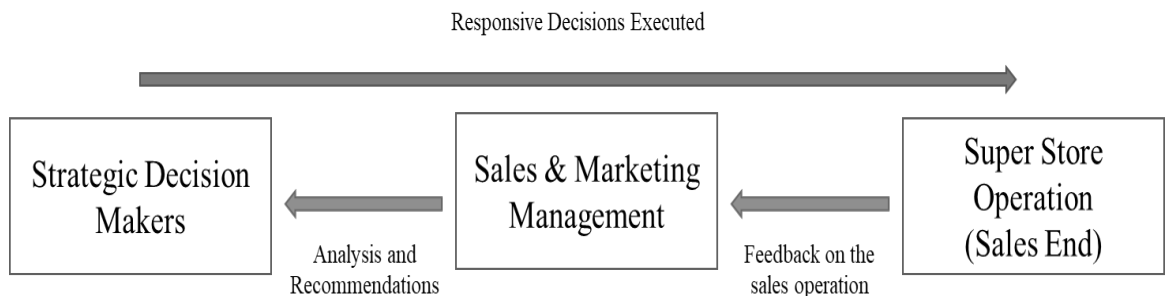 Responsive Decisions Executed
Strategic Decision
Makers
Sales & Marketing
Management
Super Store
Operation
(Sales End)
Analysis and
Recommendations
Feedback on the
sales operation